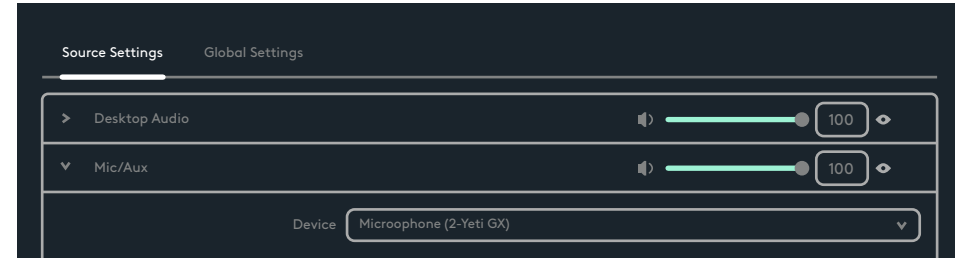 Source Settings Global Settings
Desktop Audio 100
Mic/Aux 100
Device Microophone (2-Yeti GX)